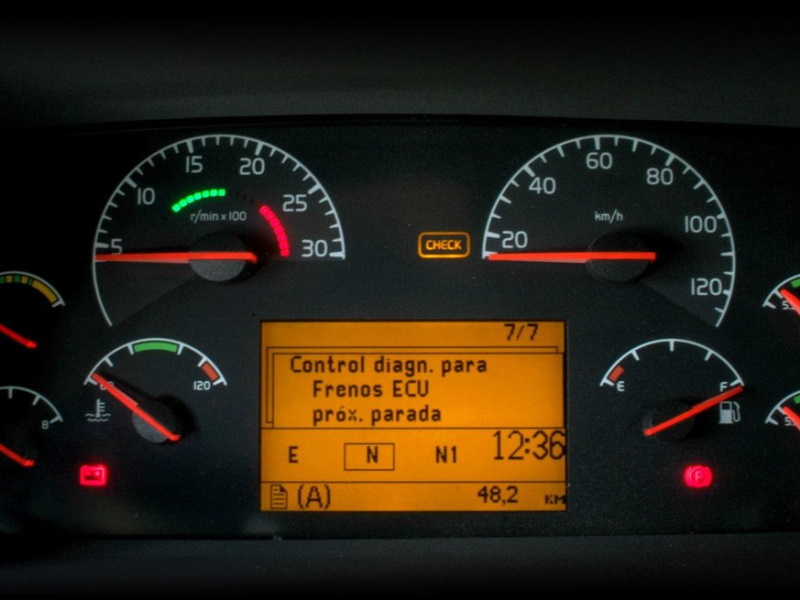 5 10 15 20 25 30
r/min x 100
CHECK
20 40 60 80 100 120
km/h
120
E F
8
7/7
Control diagn. para
Frenos ECU
próx. parada
E N N1 12:36
(A) 48,2 KM
P